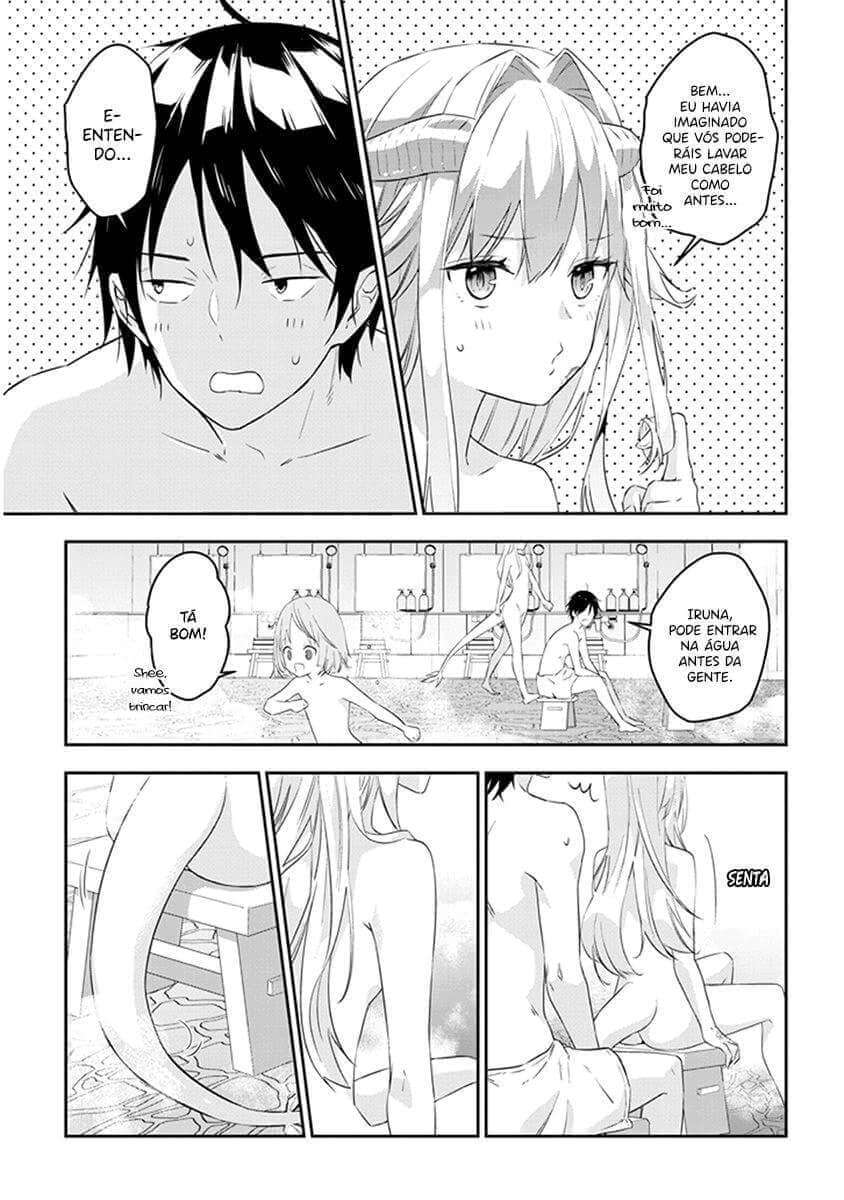 BEM...
EU HAVIA
IMAGINADO
QUE VÓS PODE-
RÁIS LAVAR
MEU CABELO
COMO
ANTES...
Foi
muito
bom...
E-
ENTEN-
DO...
IRUNA,
PODE ENTRAR
NA ÁGUA
ANTES DA
GENTE.
TÁ
BOM!
Shee,
vamos
brincar!
SENTA